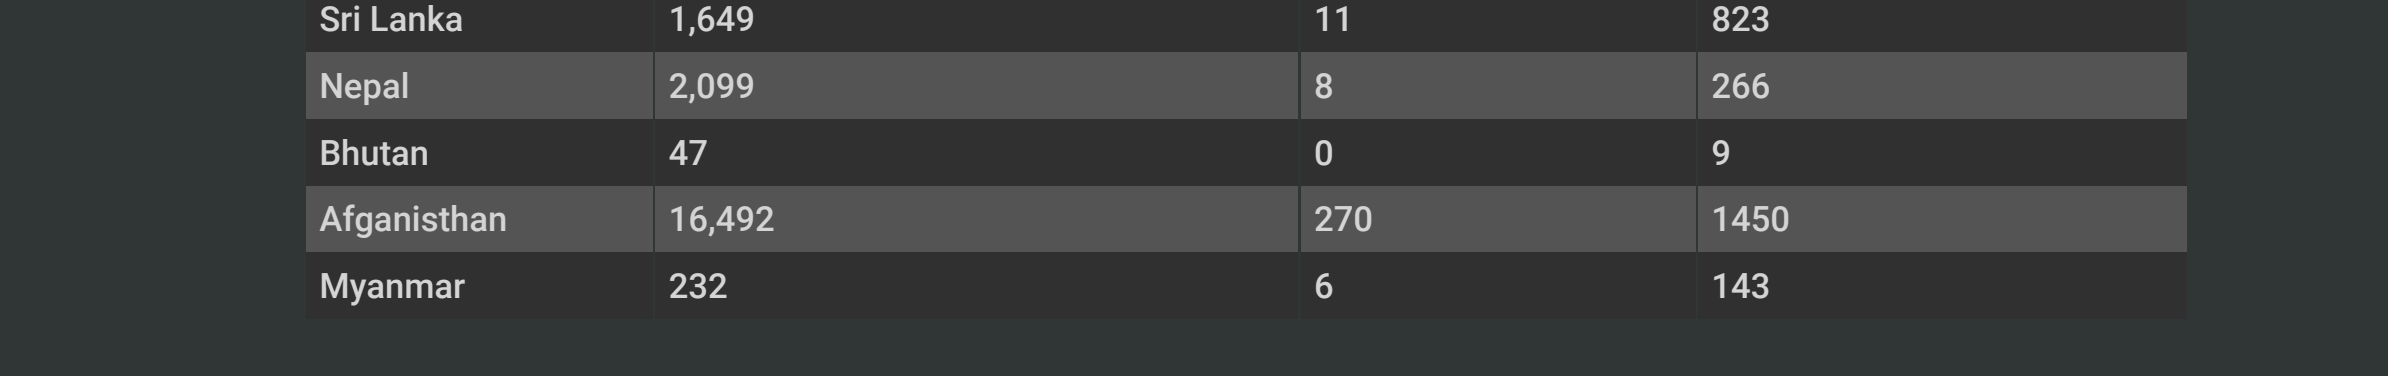 Sri Lanka 1,649 11 823
Nepal 2,099 8 266
Bhutan 47 0 9
Afganisthan 16,492 270 1450
Myanmar 232 6 143